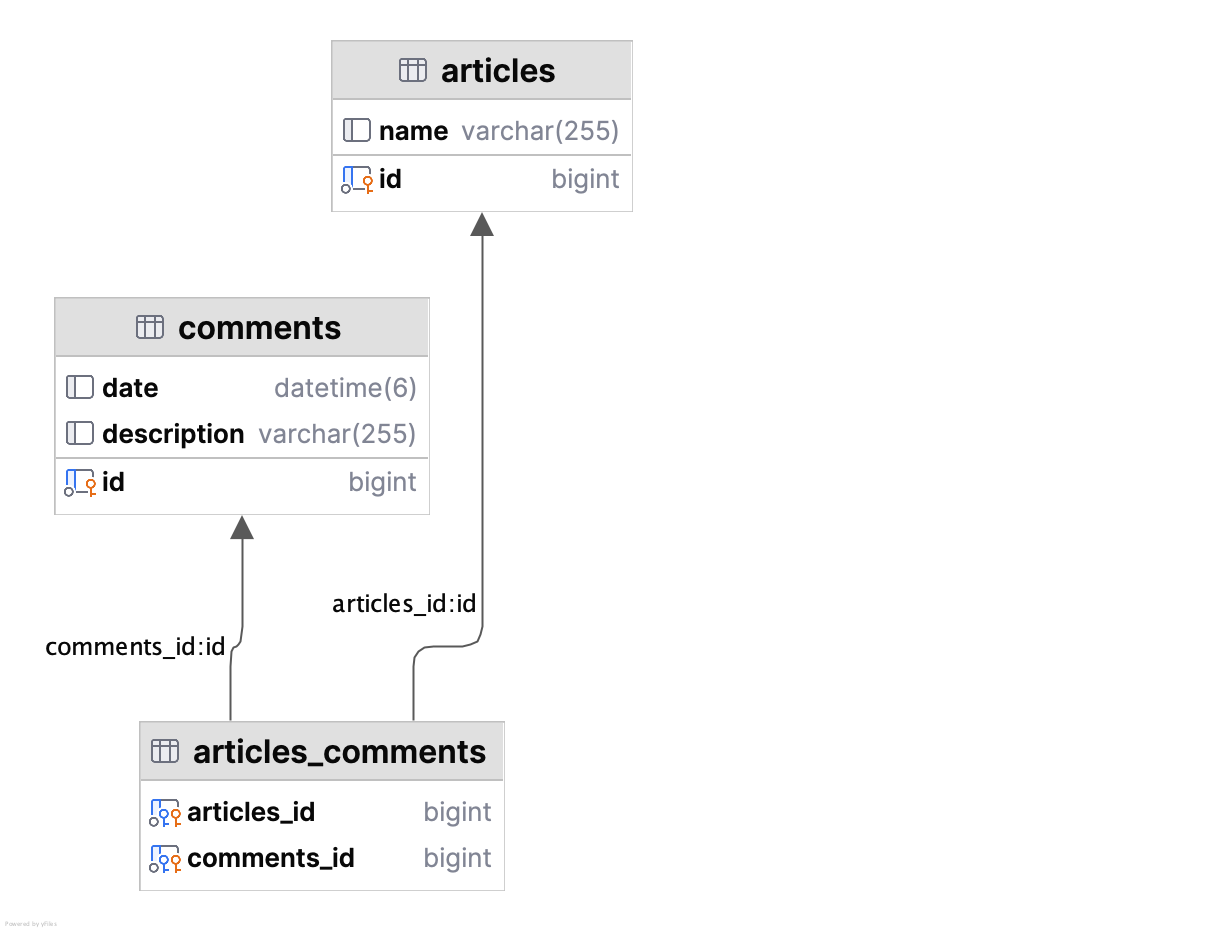 articles
name varchar(255)
id bigint
comments
date datetime(6)
description varchar(255)
id bigint
articles_id:id
comments_id:id
articles_comments
articles_id bigint
comments_id bigint
Powered by yFiles